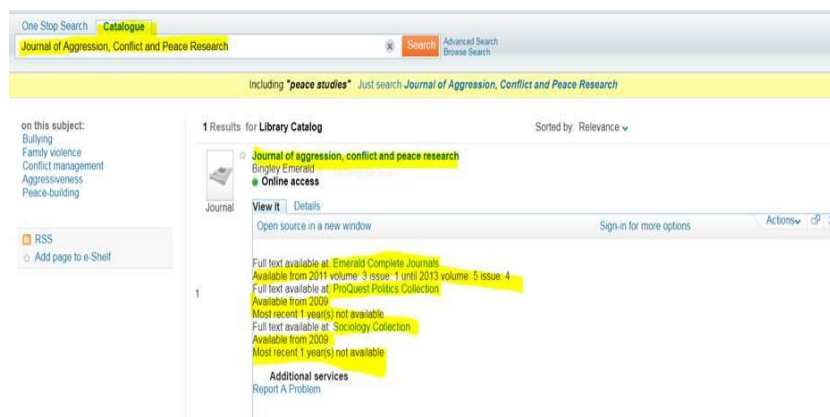 One Stop Search Catalogue
Journal of Aggression, Conflict and Peace Research Search Advanced Search
Browse Search
Including "peace studies" Just search Journal of Aggression, Conflict and Peace Research
on this subject:
Bullying
Family violence
Conflict management
Aggressiveness
Peace-building
RSS
Add page to e-Shelf
1 Results for Library Catalog Sorted by: Relevance
1
Journal
Journal of aggression, conflict and peace research
Bingley Emerald
Online access
View It Details
Actions
Open source in a new window Sign-in for more options
Full text available at: Emerald Complete Journals
Available from 2011 volume: 3 issue: 1 until 2013 volume: 5 issue: 4
Full text available at: ProQuest Politics Collection
Available from 2009
Most recent 1 year(s) not available
Full text available at: Sociology Collection
Available from 2009
Most recent 1 year(s) not available
Additional services
Report A Problem